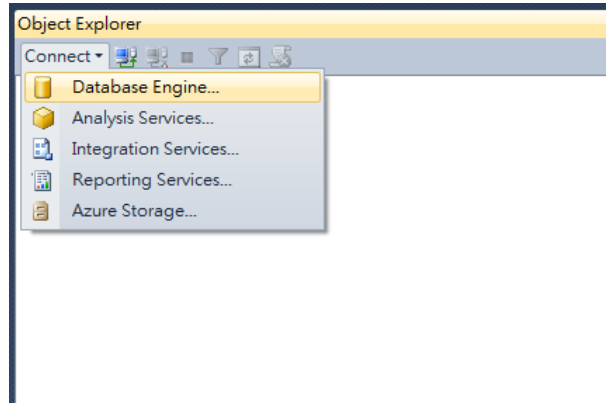 Object Explorer
Connect
Database Engine...
Analysis Services...
Integration Services...
Reporting Services...
Azure Storage...